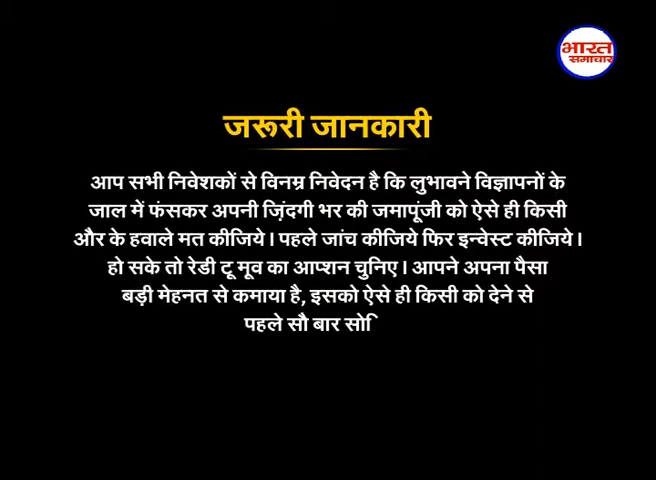 भारत
समाचार
जरूरी जानकारी
आप सभी निवेशकों से विनम्र निवेदन है कि लुभावने विज्ञापनों के
जाल में फंसकर अपनी ज़िंदगी भर की जमापूंजी को ऐसे ही किसी
और के हवाले मत कीजिये। पहले जांच कीजिये फिर इन्वेस्ट कीजिये।
हो सके तो रेडी टू मूव का आप्शन चुनिए। आपने अपना पैसा
बड़ी मेहनत से कमाया है, इसको ऐसे ही किसी को देने से
पहले सौ बार सोि